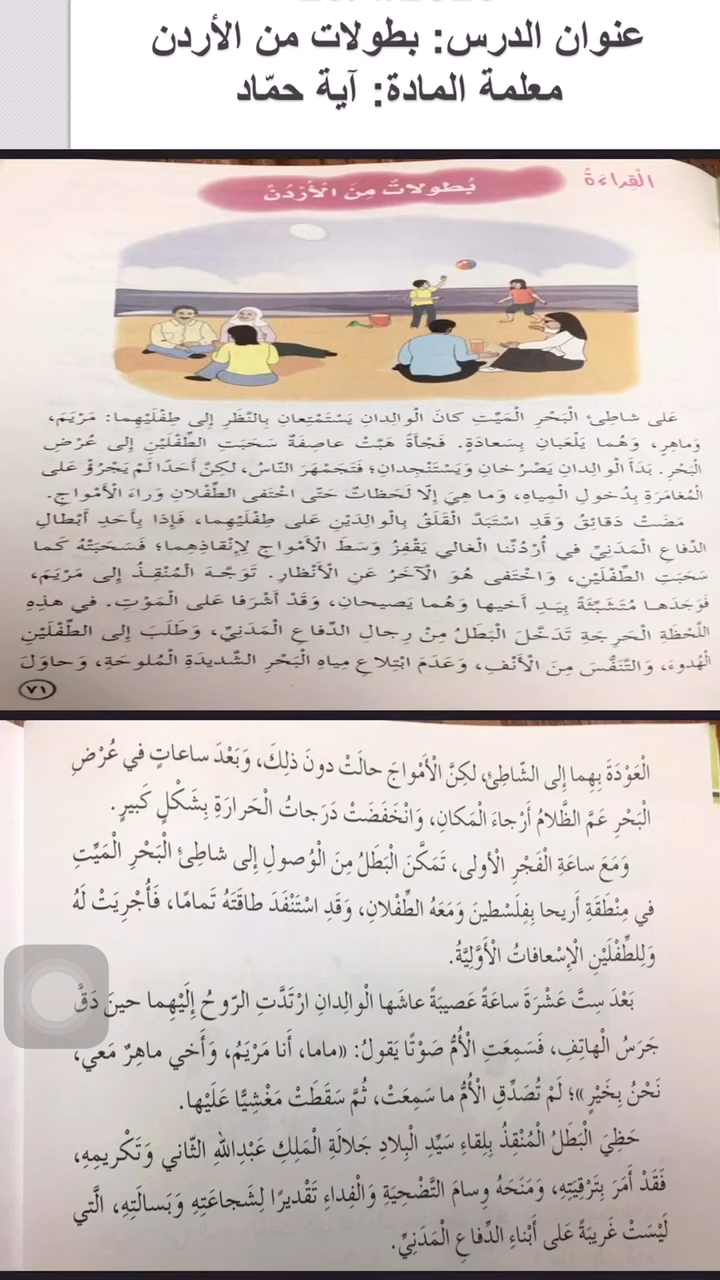 عنوان الدرس: بطولات من الأردن
معلمة المادة: آية حمّاد
الْقِراءَةُ
بُطولاتٌ مِنَ الْأُرْدُنِّ
عَلى شاطِئِ الْبَحْرِ الْمَيِّتِ كانَ الْوالِدانِ يَسْتَمْتِعانِ بِالنَّظَرِ إِلى طِفْلَيْهِما: مَرْيَمَ،
وَماهِرٍ، وَهُما يَلْعَبانِ بِسَعادَةٍ. فَجْأَةً هَبَّتْ عاصِفَةٌ سَحَبَتِ الطِّفْلَيْنِ إِلى عُرْضِ
الْبَحْرِ. بَدَأَ الْوالِدانِ يَصْرُخانِ وَيَسْتَنْجِدانِ؛ فَتَجَمْهَرَ النّاسُ، لكِنَّ أَحَدًا لَمْ يَجْرُؤْ عَلى
الْمُغامَرَةِ بِدُخولِ الْمِياهِ، وَما هِيَ إِلّا لَحَظاتٌ حَتّى اخْتَفى الطِّفْلانِ وَراءَ الْأَمْواجِ.
مَضَتْ دَقائِقُ وَقَدِ اسْتَبَدَّ الْقَلَقُ بِالْوالِدَيْنِ عَلى طِفْلَيْهِما، فَإِذا بِأَحَدِ أَبْطالِ
الدِّفاعِ الْمَدَنِيِّ في أُرْدُنِّنا الْغالي يَقْفِزُ وَسَطَ الْأَمْواجِ لِإِنْقاذِهِما؛ فَسَحَبَتْهُ كَما
سَحَبَتِ الطِّفْلَيْنِ، وَاخْتَفى هُوَ الْآخَرُ عَنِ الْأَنْظارِ. تَوَجَّهَ الْمُنْقِذُ إِلى مَرْيَمَ،
فَوَجَدَها مُتَشَبِّثَةً بِيَدِ أَخيها وَهُما يَصيحانِ، وَقَدْ أَشْرَفا عَلى الْمَوْتِ. في هذِهِ
اللَّحْظَةِ الْحَرِجَةِ تَدَخَّلَ الْبَطَلُ مِنْ رِجالِ الدِّفاعِ الْمَدَنِيِّ، وَطَلَبَ إِلى الطِّفْلَيْنِ
الْهُدوءَ، وَالتَّنَفُّسَ مِنَ الْأَنْفِ، وَعَدَمَ ابْتِلاعِ مِياهِ الْبَحْرِ الشَّديدَةِ الْمُلوحَةِ، وَحاوَلَ
٧١
الْعَوْدَةَ بِهِما إِلى الشّاطِئِ، لكِنَّ الْأَمْواجَ حالَتْ دونَ ذلِكَ، وَبَعْدَ ساعاتٍ في عُرْضِ
الْبَحْرِ عَمَّ الظَّلامُ أَرْجاءَ الْمَكانِ، وَانْخَفَضَتْ دَرَجاتُ الْحَرارَةِ بِشَكْلٍ كَبيرٍ.
وَمَعَ ساعَةِ الْفَجْرِ الْأولى، تَمَكَّنَ الْبَطَلُ مِنَ الْوُصولِ إِلى شاطِئِ الْبَحْرِ الْمَيِّتِ
في مِنْطَقَةِ أَريحا بِفِلَسْطينَ وَمَعَهُ الطِّفْلانِ، وَقَدِ اسْتَنْفَدَ طاقَتَهُ تَمامًا، فَأُجْرِيَتْ لَهُ
وَلِلطِّفْلَيْنِ الْإِسْعافاتُ الْأَوَّلِيَّةُ.
بَعْدَ سِتَّ عَشْرَةَ ساعَةً عَصيبَةً عاشَها الْوالِدانِ ارْتَدَّتِ الرّوحُ إِلَيْهِما حينَ دَقَّ
جَرَسُ الْهاتِفِ، فَسَمِعَتِ الْأُمُّ صَوْتًا يَقولُ: «ماما، أَنا مَرْيَمُ، وَأَخي ماهِرٌ مَعي،
نَحْنُ بِخَيْرٍ»؛ لَمْ تُصَدِّقِ الْأُمُّ ما سَمِعَتْ، ثُمَّ سَقَطَتْ مَغْشِيًّا عَلَيْها.
حَظِيَ الْبَطَلُ الْمُنْقِذُ بِلِقاءِ سَيِّدِ الْبِلادِ جَلالَةِ الْمَلِكِ عَبْدِاللهِ الثّاني وَتَكْريمِهِ،
فَقَدْ أَمَرَ بِتَرْقِيَتِهِ، وَمَنَحَهُ وِسامَ التَّضْحِيَةِ وَالْفِداءِ تَقْديرًا لِشَجاعَتِهِ وَبَسالَتِهِ، الَّتي
لَيْسَتْ غَريبَةً عَلى أَبْناءِ الدِّفاعِ الْمَدَنِيِّ.